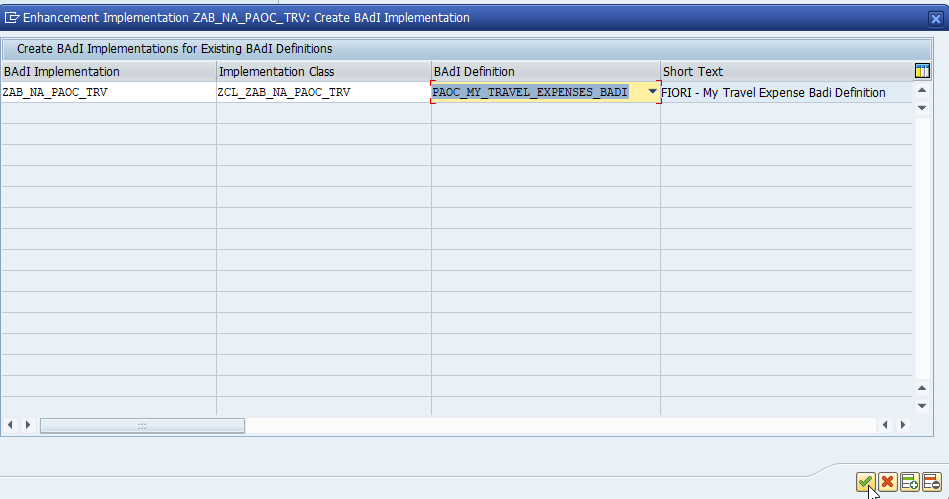 Enhancement Implementation ZAB_NA_PAOC_TRV: Create BAdI Implementation
Create BAdI Implementations for Existing BAdI Definitions
BAdI Implementation Implementation Class BAdI Definition Short Text
ZAB_NA_PAOC_TRV ZCL_ZAB_NA_PAOC_TRV PAOC_MY_TRAVEL_EXPENSES_BADI FIORI - My Travel Expense Badi Definition